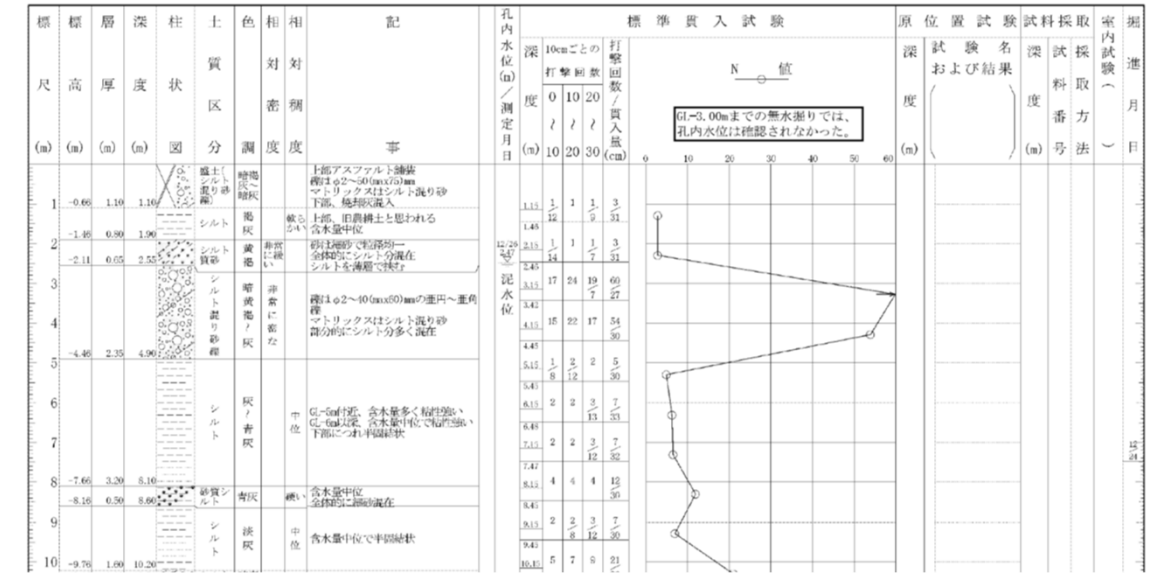 標尺(m)
標高(m)
層厚(m)
深度(m)
柱状図
土質区分
色調
相対密度
相対稠度
記事
孔内水位(m)／測定月日
標準貫入試験
深度(m)
10cmごとの打撃回数
0～10
10～20
20～30
打撃回数／貫入量(cm)
N 値
GL-3.00mまでの無水掘りでは、
孔内水位は確認されなかった。
0 10 20 30 40 50 60
原位置試験
深度(m)
試験名および結果
試料採取
深度(m)
試料番号
採取方法
室内試験( )
掘進月日
1
-0.66 1.10 1.10
盛土(シルト混り砂礫)
暗褐灰～暗灰
上部アスファルト舗装
礫はφ2～50(max75)mm
マトリックスはシルト混り砂
下部、焼却灰混入
1.15 1/12 1 1/9 3/31
1.46
-1.46 0.80 1.90
シルト
褐灰
軟らかい
上部、旧農耕土と思われる
含水量中位
2
-2.11 0.65 2.55
シルト質砂
黄褐
非常に緩い
砂は細砂で粒径均一
全体的にシルト分混在
シルトを薄層で挟む
12/26
泥水位
2.15 1/14 1 1/7 3/31
2.46
3
シルト混り砂礫
暗黄褐～灰
非常に密な
礫はφ2～40(max60)mmの亜円～亜角礫
マトリックスはシルト混り砂
部分的にシルト分多く混在
3.15 17 24 19/7 60/27
3.42
4
4.15 15 22 17 54/30
4.45
-4.46 2.35 4.90
5
5.15 1/8 2/12 2 5/30
5.45
6
シルト
灰～青灰
中位
GL-5m付近、含水量多く粘性強い
GL-6m以深、含水量中位で粘性強い
下部につれ半固結状
6.15 2 2 3/13 7/33
6.48
7
7.15 2 2 3/12 7/32
7.47
8
-7.66 3.20 8.10
8.15 4 4 4 12/30
8.45
-8.16 0.50 8.60
砂質シルト
青灰
硬い
含水量中位
全体的に細砂混在
9
シルト
淡灰
中位
含水量中位で半固結状
9.15 2 2/8 3/12 7/30
9.45
10
-9.76 1.60 10.20
10.15 5 7 9 21/30